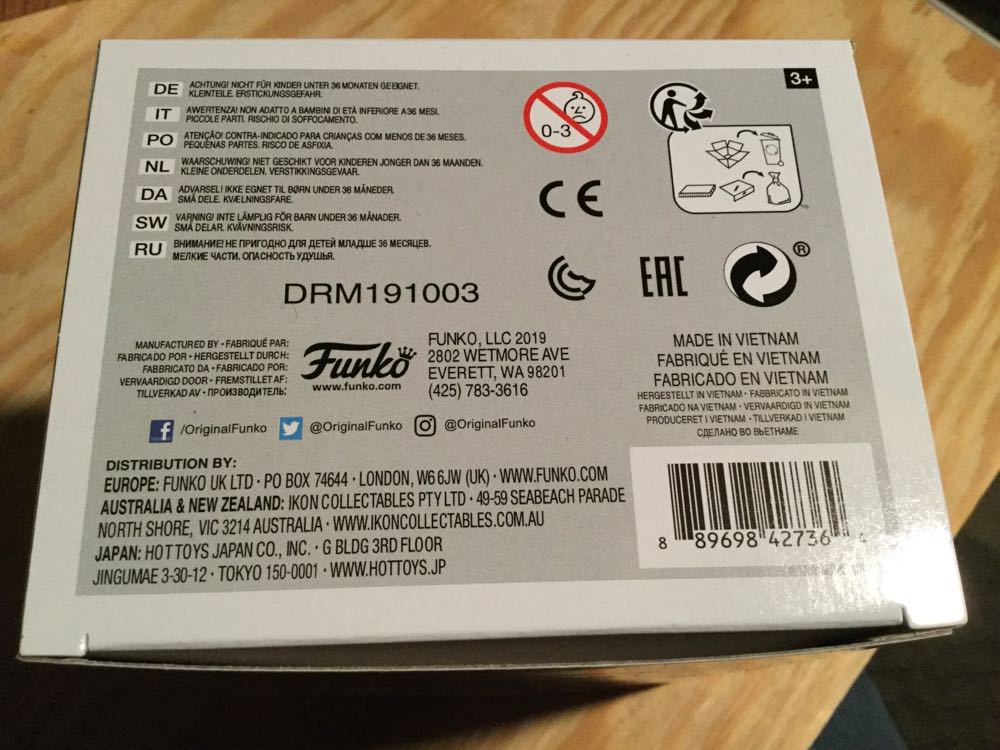 DE ACHTUNG! NICHT FÜR KINDER UNTER 36 MONATEN GEEIGNET.
KLEINTEILE. ERSTICKUNGSGEFAHR.
IT AWERTENZA! NON ADATTO A BAMBINI DI ETÀ INFERIORE A 36 MESI.
PICCOLE PARTI. RISCHIO DI SOFFOCAMENTO.
PO ATENÇÃO! CONTRA-INDICADO PARA CRIANÇAS COM MENOS DE 36 MESES.
PEQUENAS PARTES. RISCO DE ASFIXIA.
NL WAARSCHUWING! NIET GESCHIKT VOOR KINDEREN JONGER DAN 36 MAANDEN.
KLEINE ONDERDELEN. VERSTIKKINGSGEVAAR.
DA ADVARSEL! IKKE EGNET TIL BØRN UNDER 36 MÅNEDER.
SMÅ DELE. KVÆLNINGSFARE.
SW VARNING! INTE LÄMPLIG FÖR BARN UNDER 36 MÅNADER.
SMÅ DELAR. KVÄVNINGSRISK.
RU ВНИМАНИЕ! НЕ ПРИГОДНО ДЛЯ ДЕТЕЙ МЛАДШЕ 36 МЕСЯЦЕВ.
МЕЛКИЕ ЧАСТИ. ОПАСНОСТЬ УДУШЬЯ.
0-3
3+
CE
EAC
®
DRM191003
MANUFACTURED BY • FABRIQUÉ PAR:
FABRICADO POR • HERGESTELLT DURCH:
FABBRICATO DA • FABRICADO POR:
VERVAARDIGD DOOR • FREMSTILLET AF:
TILLVERKAD AV • ПРОИЗВОДИТЕЛЬ:
Funko
www.funko.com
FUNKO, LLC 2019
2802 WETMORE AVE
EVERETT, WA 98201
(425) 783-3616
MADE IN VIETNAM
FABRIQUÉ EN VIETNAM
FABRICADO EN VIETNAM
HERGESTELLT IN VIETNAM • FABBRICATO IN VIETNAM
FABRICADO NA VIETNAM • VERVAARDIGD IN VIETNAM
PRODUCERET I VIETNAM • TILLVERKAD I VIETNAM
СДЕЛАНО ВО ВЬЕТНАМЕ
/OriginalFunko @OriginalFunko @OriginalFunko
DISTRIBUTION BY:
EUROPE: FUNKO UK LTD • PO BOX 74644 • LONDON, W6 6JW (UK) • WWW.FUNKO.COM
AUSTRALIA & NEW ZEALAND: IKON COLLECTABLES PTY LTD • 49-59 SEABEACH PARADE
NORTH SHORE, VIC 3214 AUSTRALIA • WWW.IKONCOLLECTABLES.COM.AU
JAPAN: HOT TOYS JAPAN CO., INC. • G BLDG 3RD FLOOR
JINGUMAE 3-30-12 • TOKYO 150-0001 • WWW.HOTTOYS.JP
8 89698 42736